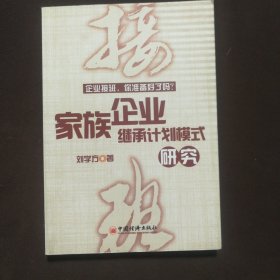 接
企业接班，你准备好了吗？
家族企业
继承计划模式
研究
刘学方 著
班
中国经济出版社